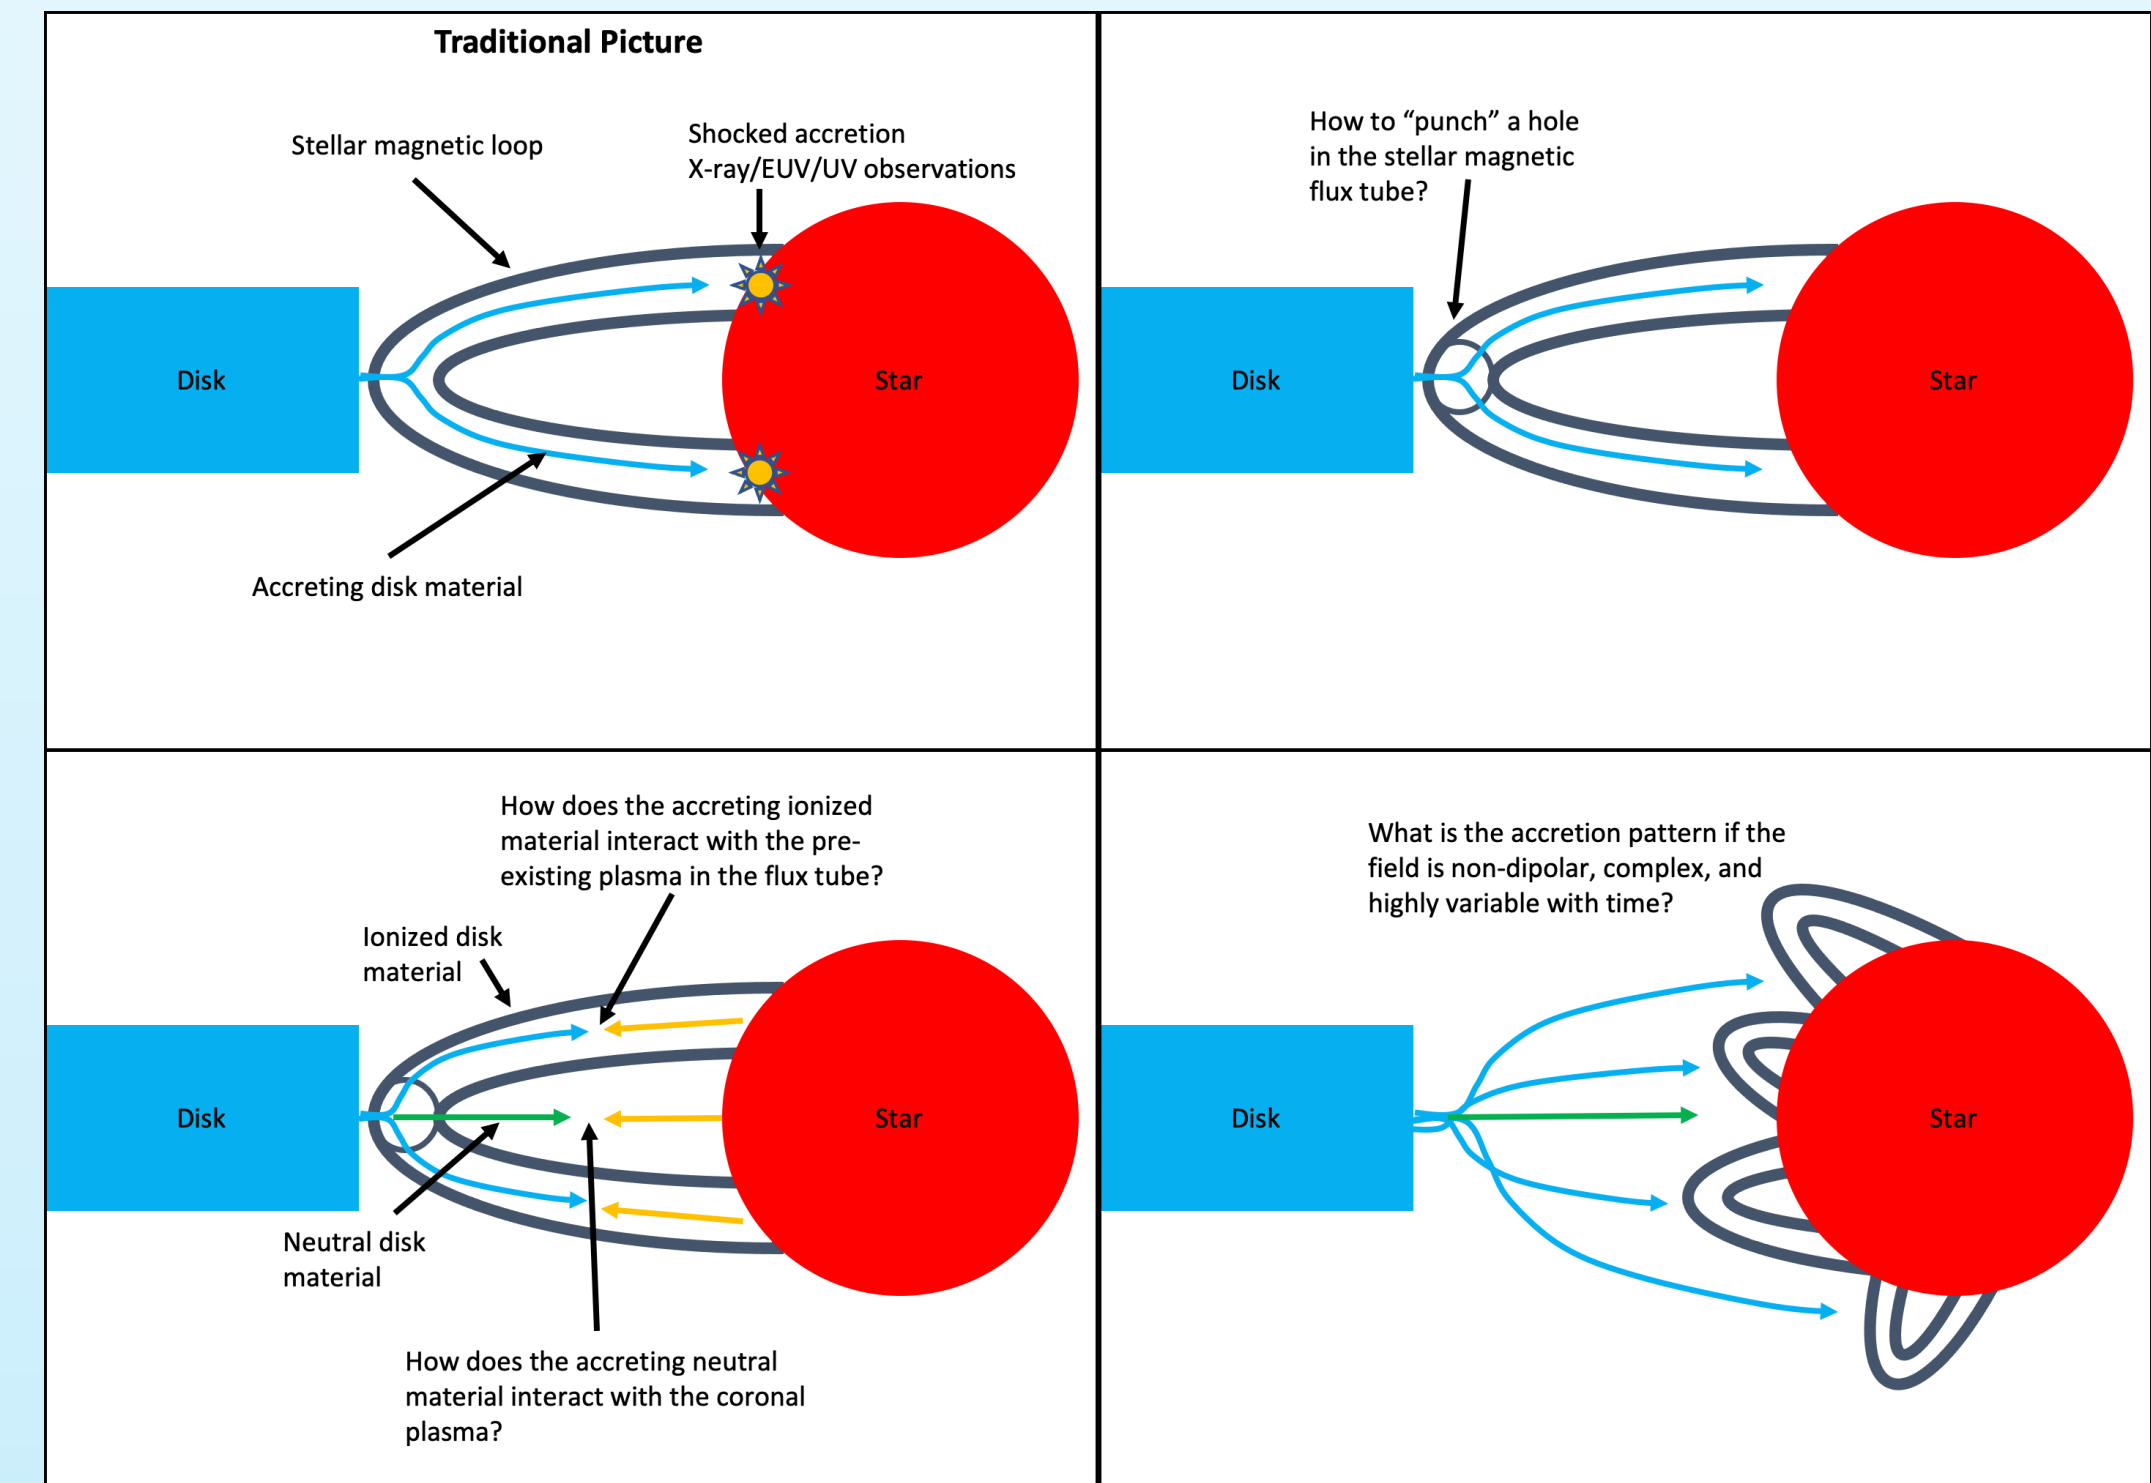 Traditional Picture
Stellar magnetic loop
Shocked accretion
X-ray/EUV/UV observations
Disk
Star
Accreting disk material
How to “punch” a hole
in the stellar magnetic
flux tube?
Disk
Star
How does the accreting ionized
material interact with the pre-
existing plasma in the flux tube?
Ionized disk
material
Disk
Star
Neutral disk
material
How does the accreting neutral
material interact with the coronal
plasma?
What is the accretion pattern if the
field is non-dipolar, complex, and
highly variable with time?
Disk
Star